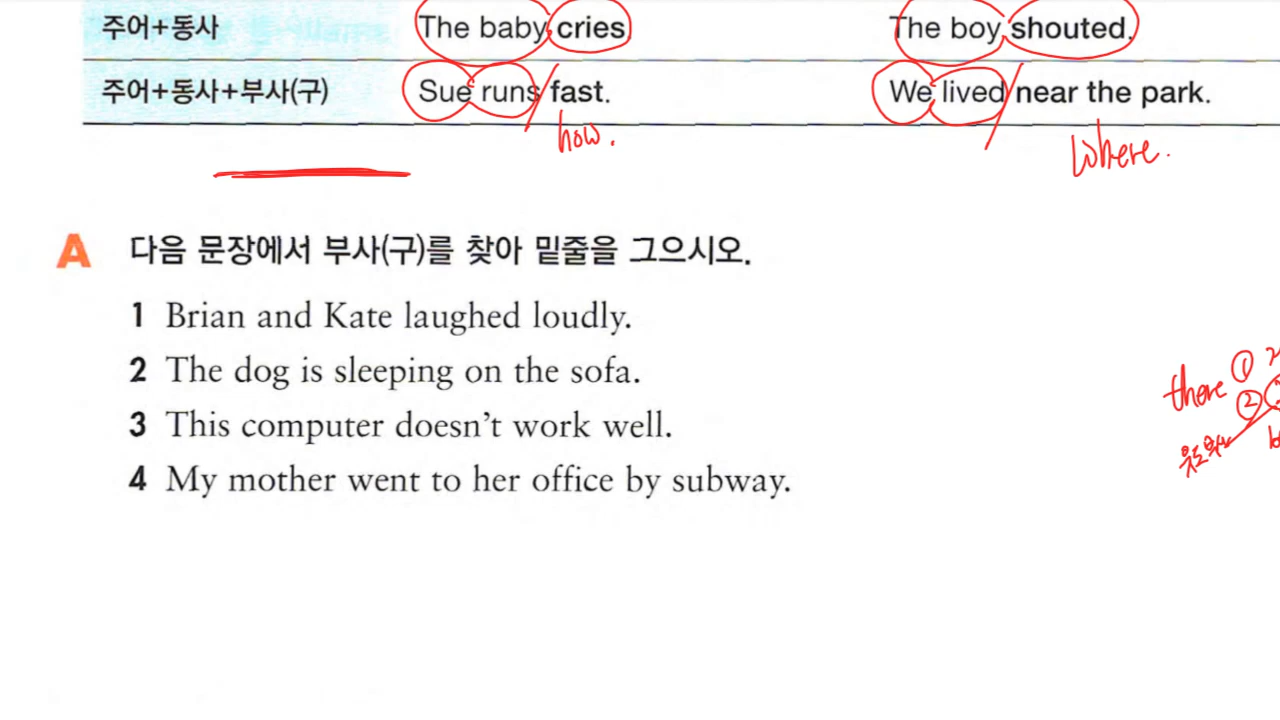 주어+동사 The baby cries. The boy shouted.
주어+동사+부사(구) Sue runs fast. We lived near the park.
how. where.
A 다음 문장에서 부사(구)를 찾아 밑줄을 그으시오.
1 Brian and Kate laughed loudly.
2 The dog is sleeping on the sofa.
3 This computer doesn't work well.
4 My mother went to her office by subway.
there ①
②